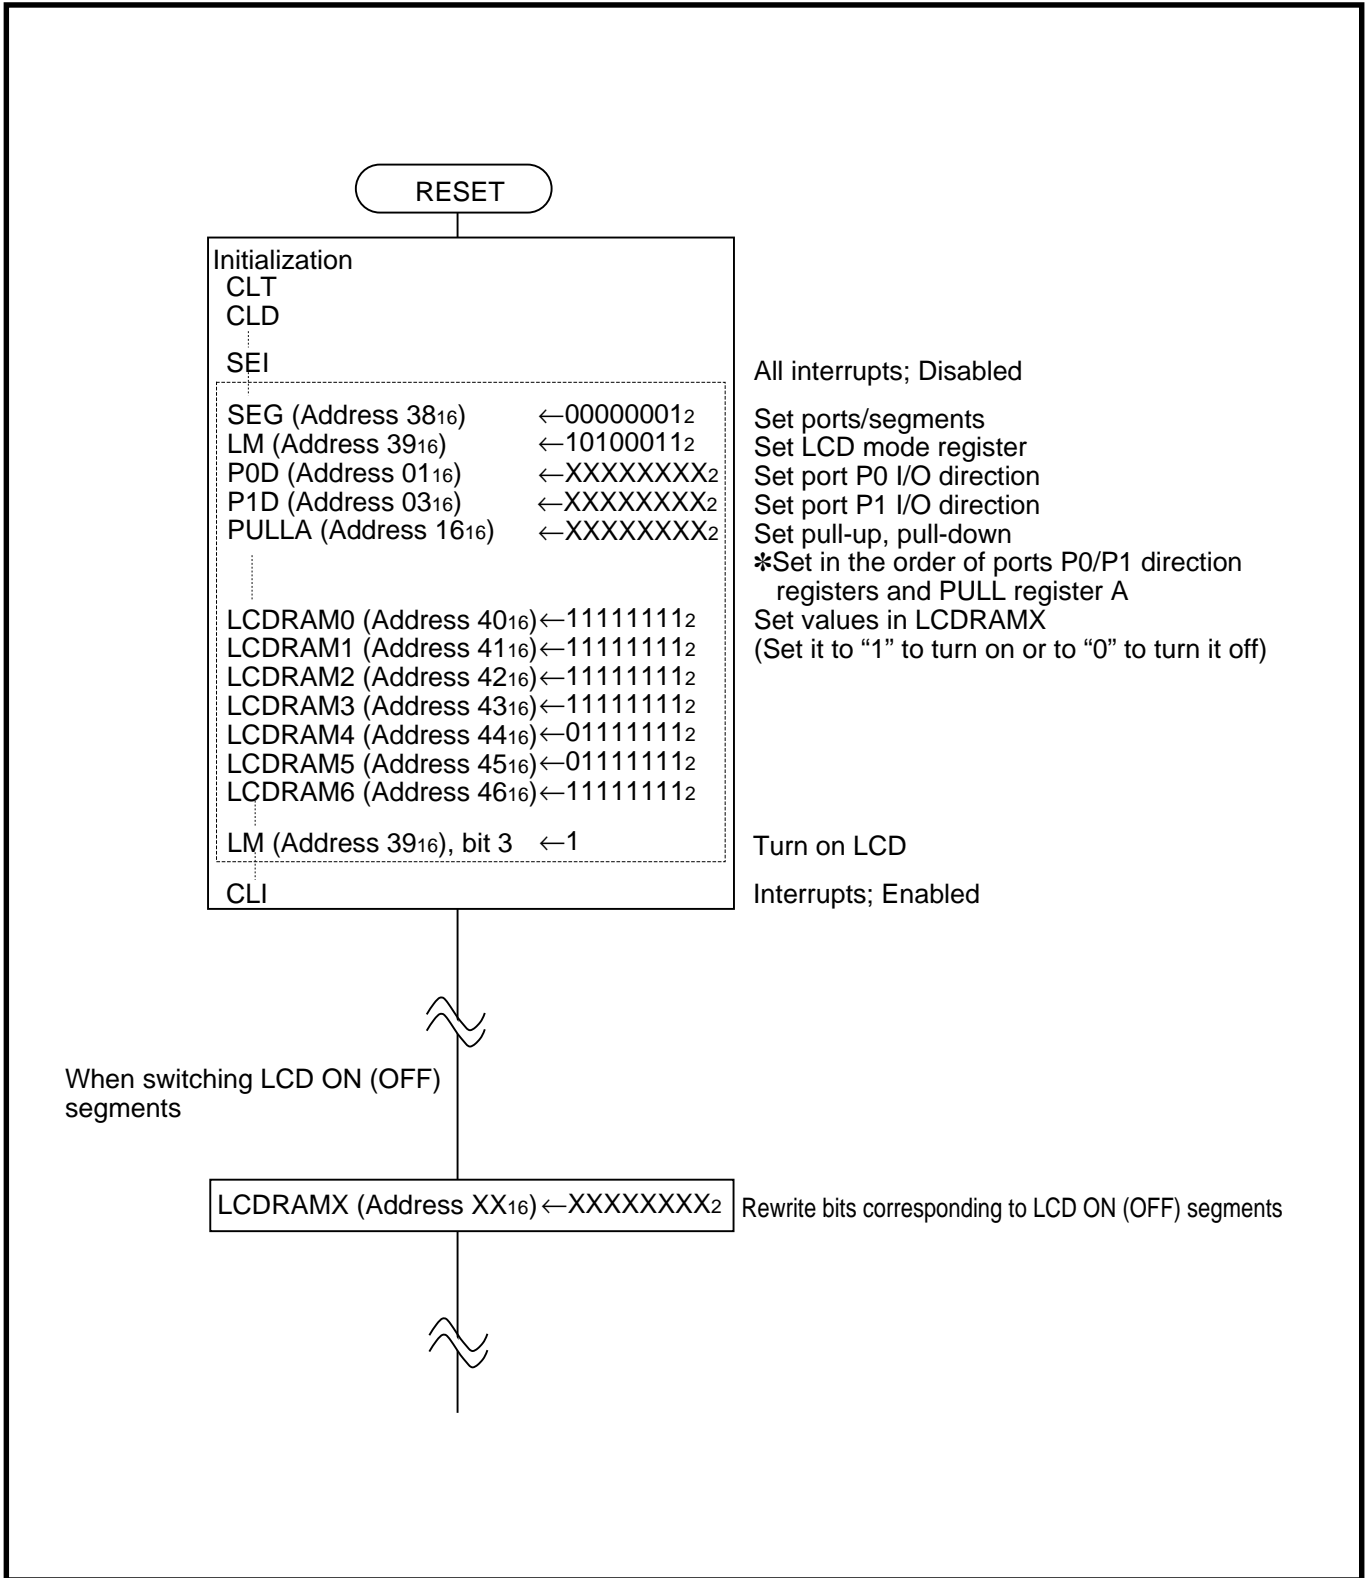 RESET
Initialization
CLT
CLD
SEI
All interrupts; Disabled
SEG (Address 3816) ←000000012 Set ports/segments
LM (Address 3916) ←101000112 Set LCD mode register
P0D (Address 0116) ←XXXXXXXX2 Set port P0 I/O direction
P1D (Address 0316) ←XXXXXXXX2 Set port P1 I/O direction
PULLA (Address 1616) ←XXXXXXXX2 Set pull-up, pull-down
✽Set in the order of ports P0/P1 direction
registers and PULL register A
LCDRAM0 (Address 4016)←111111112 Set values in LCDRAMX
LCDRAM1 (Address 4116)←111111112 (Set it to “1” to turn on or to “0” to turn it off)
LCDRAM2 (Address 4216)←111111112
LCDRAM3 (Address 4316)←111111112
LCDRAM4 (Address 4416)←011111112
LCDRAM5 (Address 4516)←011111112
LCDRAM6 (Address 4616)←111111112
LM (Address 3916), bit 3 ←1 Turn on LCD
CLI Interrupts; Enabled
When switching LCD ON (OFF)
segments
LCDRAMX (Address XX16)←XXXXXXXX2 Rewrite bits corresponding to LCD ON (OFF) segments